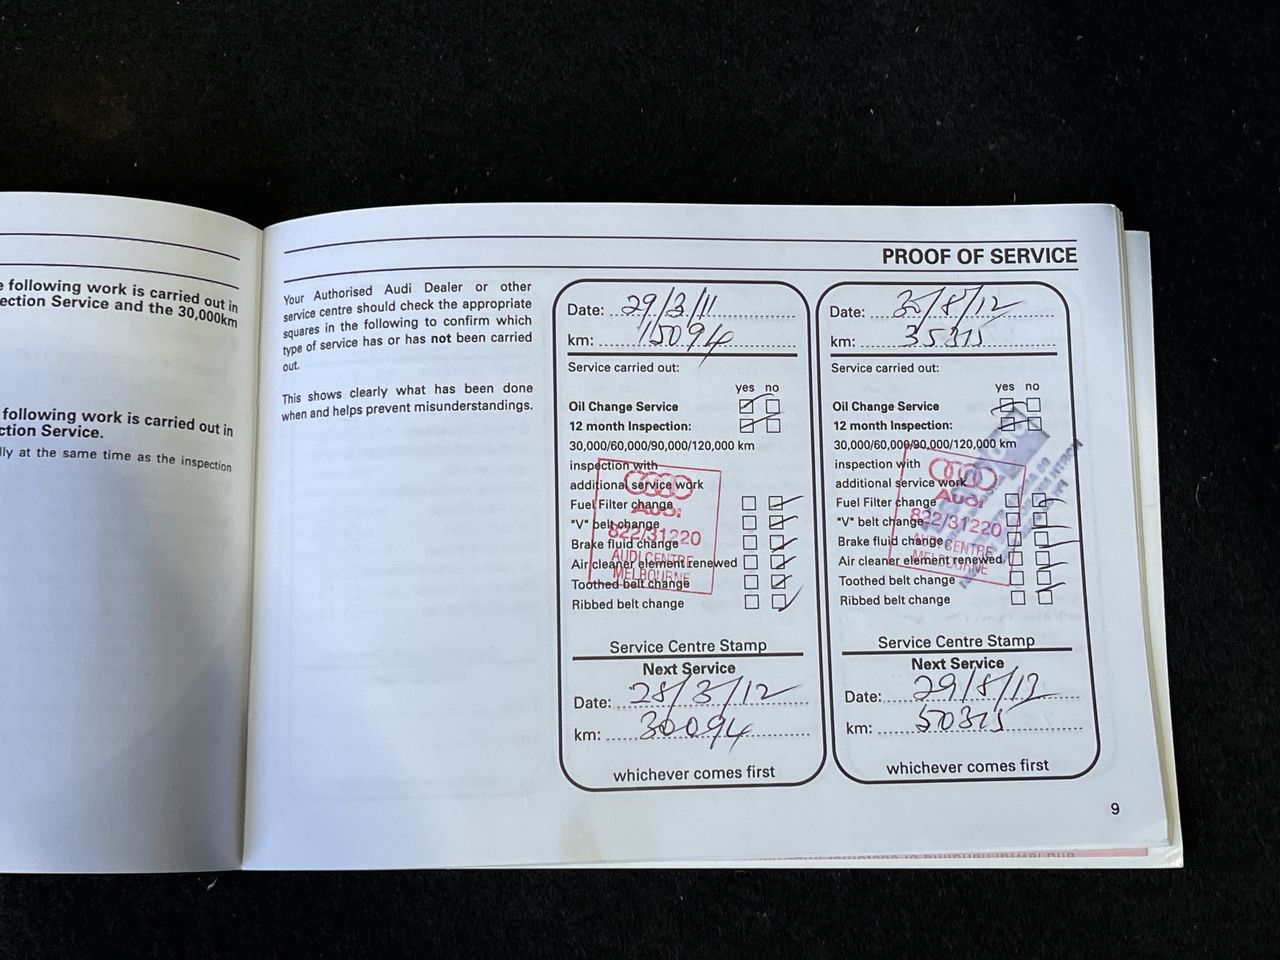 e following work is carried out in
ection Service and the 30,000km
following work is carried out in
ction Service.
lly at the same time as the inspection
PROOF OF SERVICE
Your Authorised Audi Dealer or other
service centre should check the appropriate
squares in the following to confirm which
type of service has or has not been carried
out.
This shows clearly what has been done
when and helps prevent misunderstandings.
Date: 29/3/11
km: 15094
Service carried out:
yes no
Oil Change Service
12 month Inspection:
30,000/60,000/90,000/120,000 km
inspection with
additional service work
Fuel Filter change
"V" belt change
Brake fluid change
Air cleaner element renewed
Toothed belt change
Ribbed belt change
Audi
822/31220
AUDI CENTRE
MELBOURNE
Service Centre Stamp
Next Service
Date: 28/3/12
km: 30094
whichever comes first
Date: /8/12
km: 35315
Service carried out:
yes no
Oil Change Service
12 month Inspection:
30,000/60,000/90,000/120,000 km
inspection with
additional service work
Fuel Filter change
"V" belt change
Brake fluid change
Air cleaner element renewed
Toothed belt change
Ribbed belt change
Audi
822/31220
AUDI CENTRE
MELBOURNE
Service Centre Stamp
Next Service
Date: 29/8/13
km: 50315
whichever comes first
9